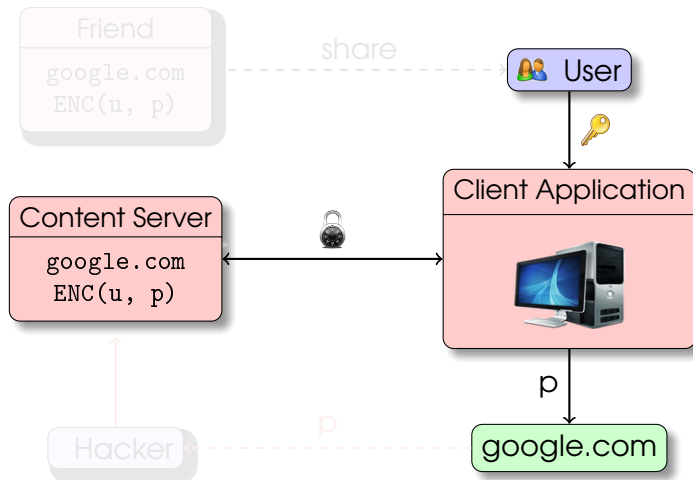 Friend
google.com
ENC(u, p)
share
User
Client Application
Content Server
google.com
ENC(u, p)
p
Hacker
p
google.com